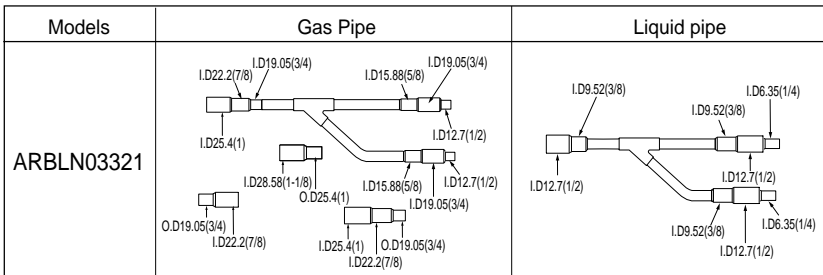 Models
Gas Pipe
Liquid pipe
ARBLN03321
I.D22.2(7/8)
I.D19.05(3/4)
I.D15.88(5/8)
I.D19.05(3/4)
I.D25.4(1)
I.D12.7(1/2)
I.D28.58(1-1/8)
O.D25.4(1)
I.D15.88(5/8)
I.D12.7(1/2)
I.D19.05(3/4)
O.D19.05(3/4)
I.D22.2(7/8)
I.D25.4(1)
I.D22.2(7/8)
O.D19.05(3/4)
I.D9.52(3/8)
I.D9.52(3/8)
I.D6.35(1/4)
I.D12.7(1/2)
I.D12.7(1/2)
I.D9.52(3/8)
I.D12.7(1/2)
I.D6.35(1/4)